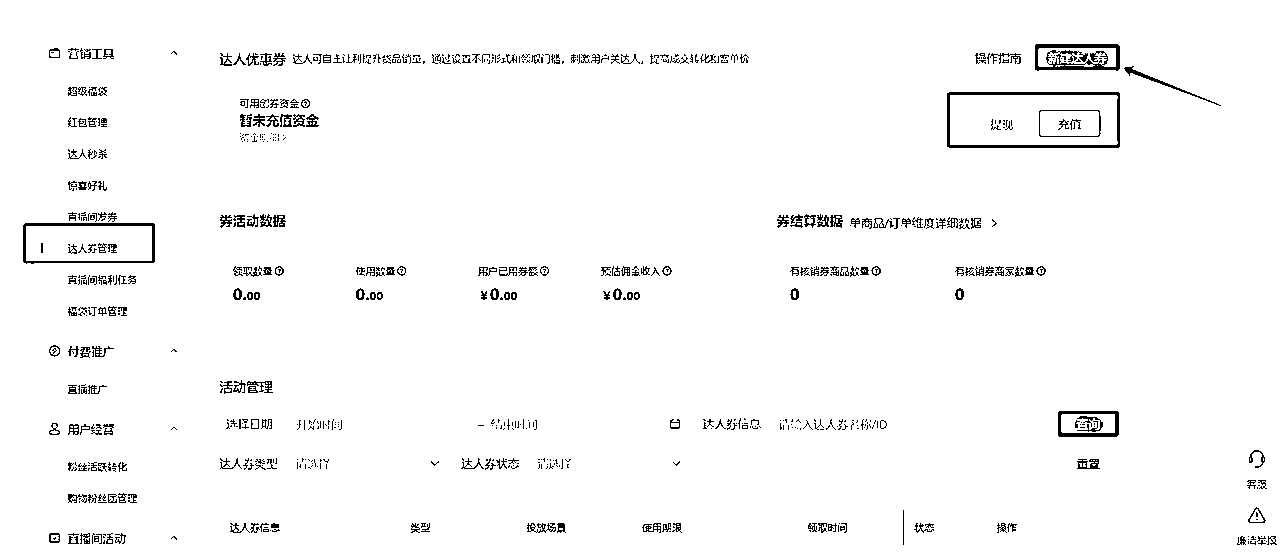 营销工具
超级福袋
红包管理
达人秒杀
惊喜好礼
直播间发券
达人券管理
直播间福利任务
福袋订单管理
付费推广
直播推广
用户经营
粉丝活跃转化
购物粉丝团管理
直播间活动
达人优惠券 达人可自主让利提升货品销量，通过设置不同形式和领取门槛，刺激用户关注达人，提高成交转化和客单价
操作指南 新建达人券
可用创券资金
暂未充值资金
资金明细 >
提现 充值
券活动数据
领取数量 使用数量 用户已用券额 预估佣金收入
0.00 0.00 ¥0.00 ¥0.00
券结算数据 单商品/订单维度详细数据 >
有核销券商品数量 有核销券商家数量
0 0
活动管理
选择日期 开始时间 – 结束时间 达人券信息 请输入达人券名称/ID 查询
达人券类型 请选择 达人券状态 请选择 重置
达人券信息 类型 投放场景 使用期限 领取时间 状态 操作
客服
廉洁举报